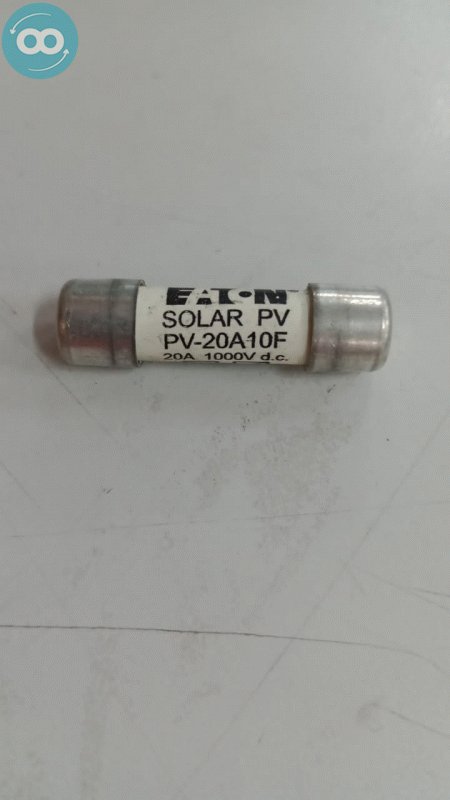 EATON
SOLAR PV
PV-20A10F
20A 1000V d.c.